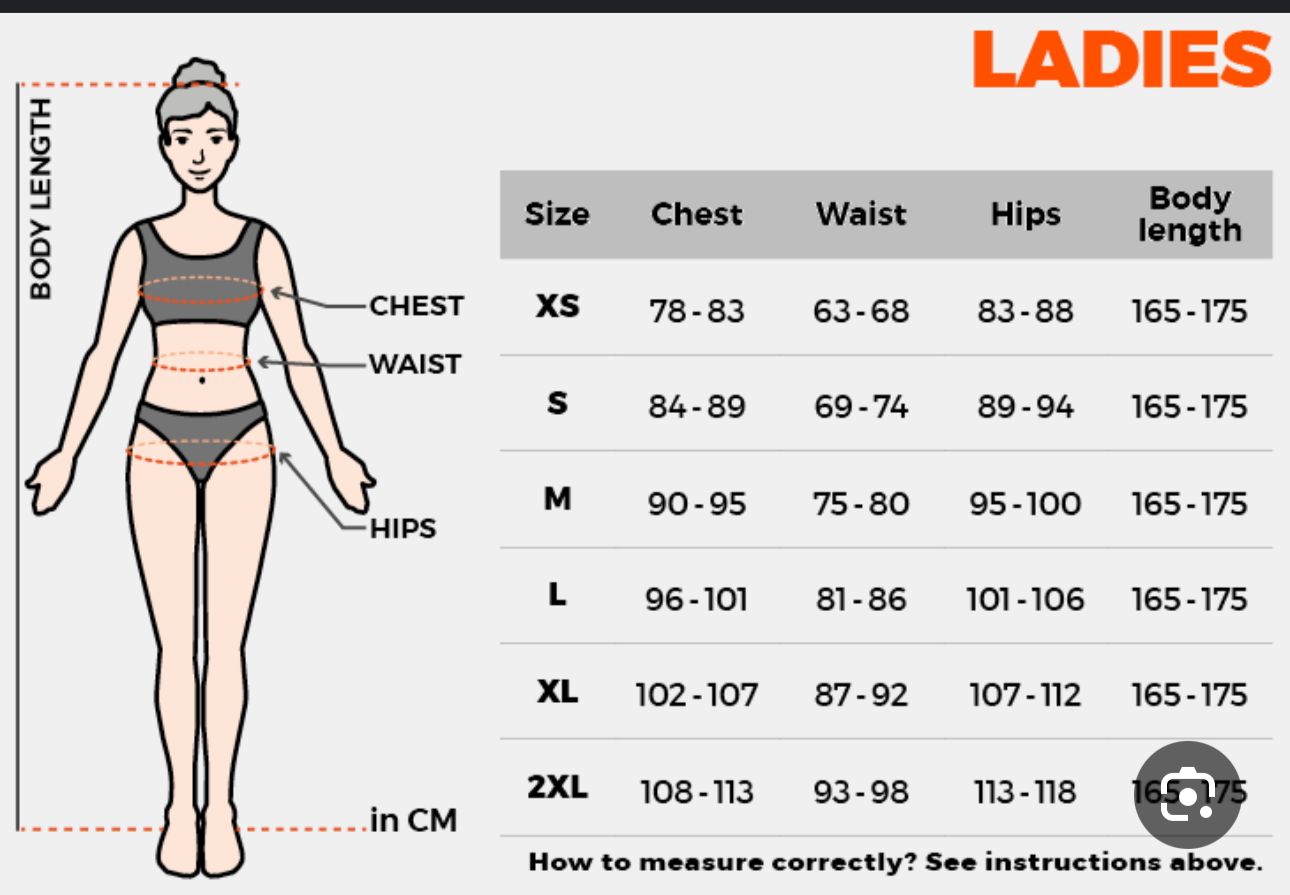 LADIES
BODY LENGTH
CHEST
WAIST
HIPS
in CM
Size Chest Waist Hips Body length
XS 78 - 83 63 - 68 83 - 88 165 - 175
S 84 - 89 69 - 74 89 - 94 165 - 175
M 90 - 95 75 - 80 95 - 100 165 - 175
L 96 - 101 81 - 86 101 - 106 165 - 175
XL 102 - 107 87 - 92 107 - 112 165 - 175
2XL 108 - 113 93 - 98 113 - 118
How to measure correctly? See instructions above.